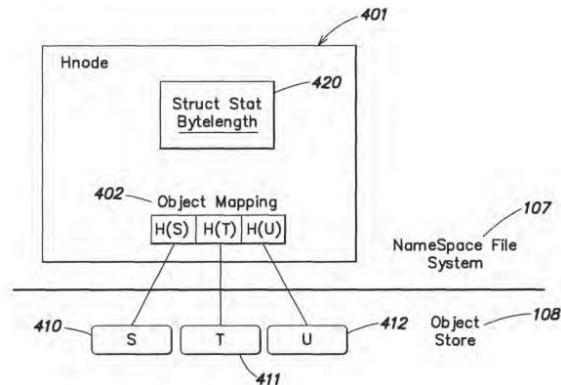 401
Hnode
420
Struct Stat
Bytelength
402
Object Mapping
H(S) H(T) H(U)
107
NameSpace File
System
410 S T U 412
411
Object
Store
108